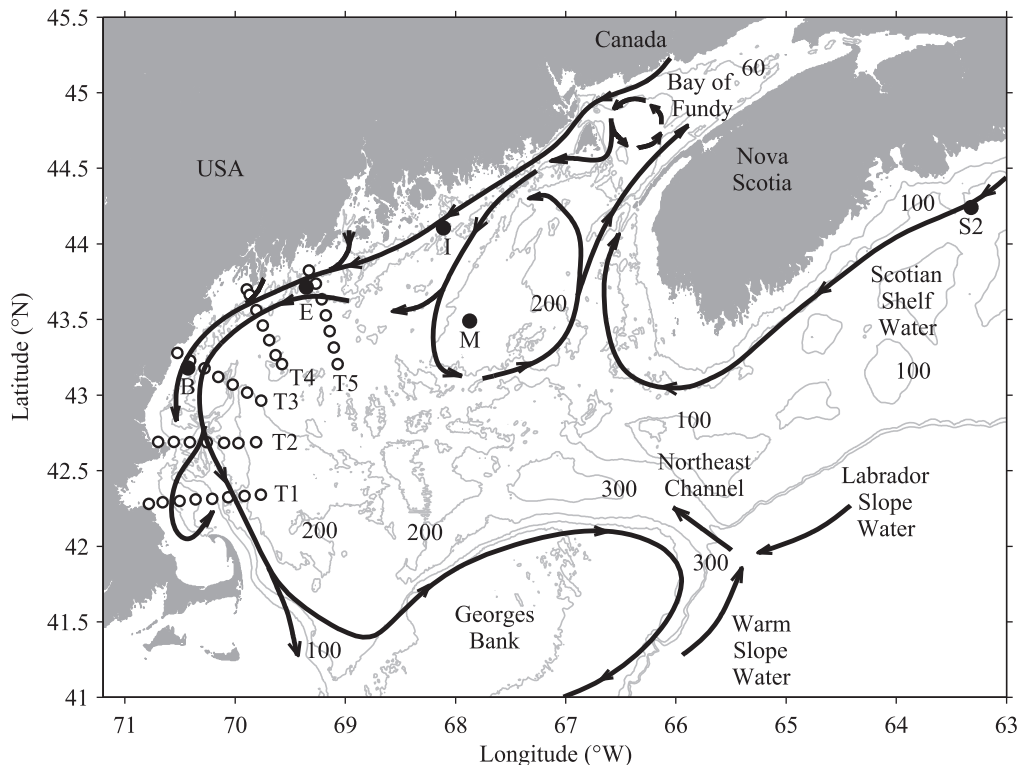 45.5
45
44.5
44
43.5
43
42.5
42
41.5
41
Latitude (°N)
Canada
60
Bay of
Fundy
USA
Nova
Scotia
100
S2
I
Scotian
Shelf
Water
200
E
M
B
T4
T5
T3
100
100
T2
Northeast
Channel
300
Labrador
Slope
Water
T1
200
200
300
Georges
Bank
Warm
Slope
Water
100
71
70
69
68
67
66
65
64
63
Longitude (°W)